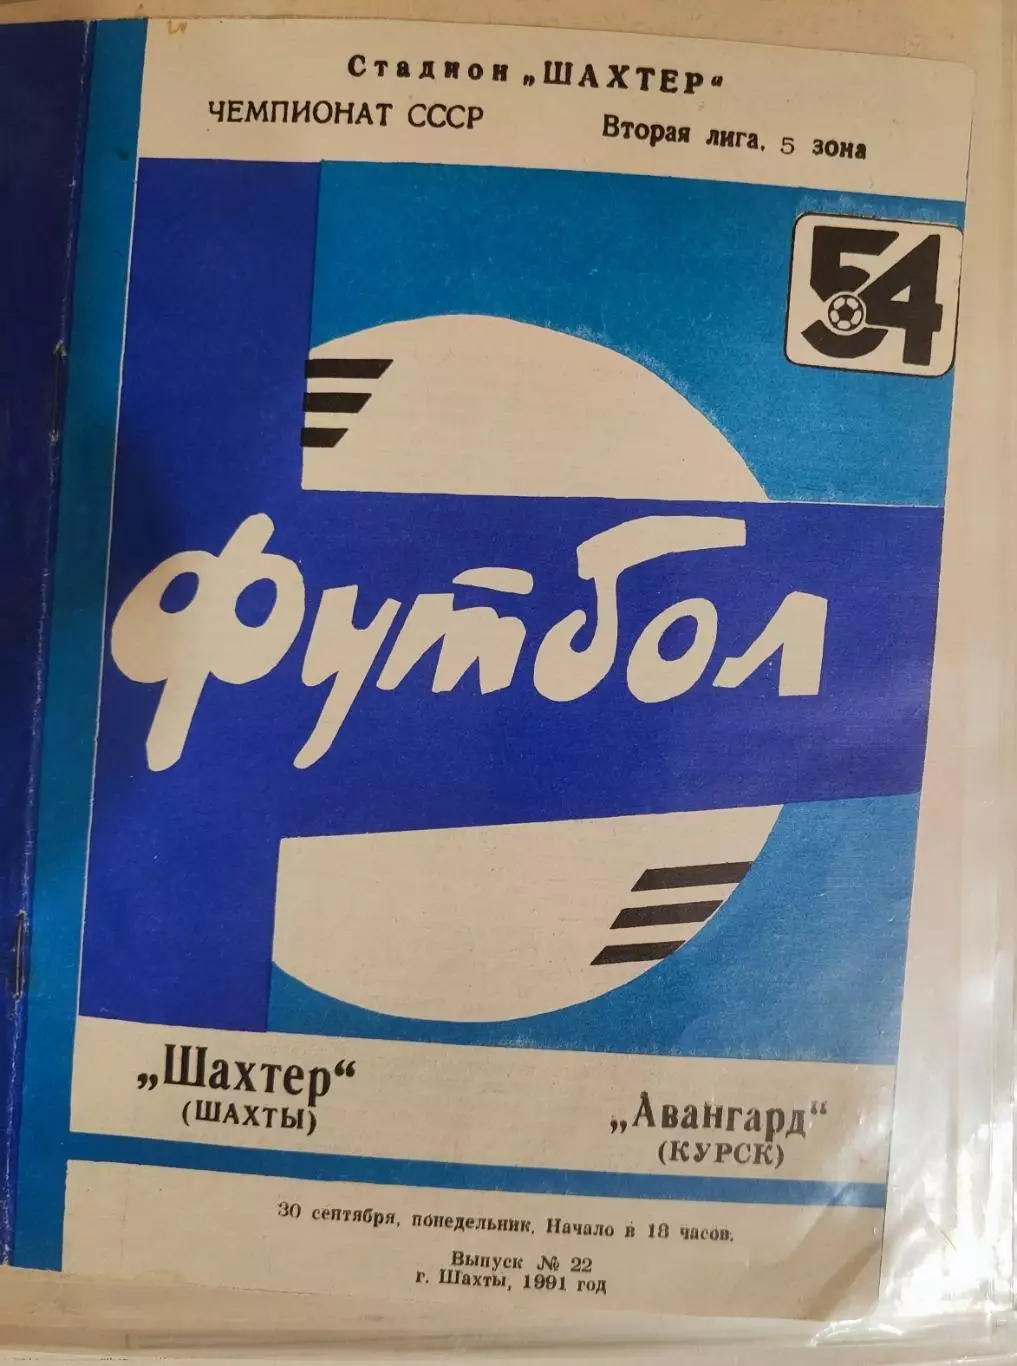 Стадион „ШАХТЕР“
ЧЕМПИОНАТ СССР
Вторая лига, 5 зона
54
футбол
„Шахтер“
(ШАХТЫ)
„Авангард“
(КУРСК)
30 сентября, понедельник. Начало в 18 часов.
Выпуск № 22
г. Шахты, 1991 год